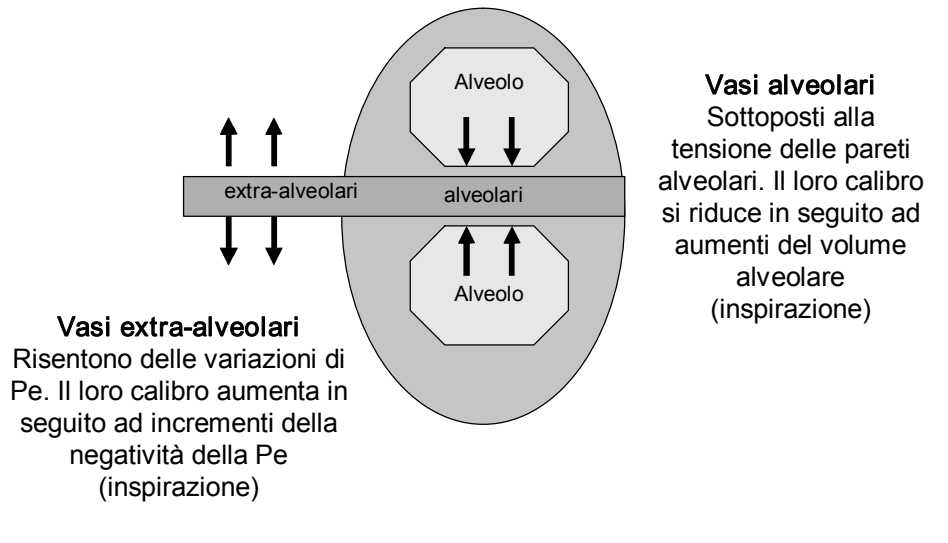 Alveolo
extra-alveolari
alveolari
Alveolo
Vasi alveolari
Sottoposti alla
tensione delle pareti
alveolari. Il loro calibro
si riduce in seguito ad
aumenti del volume
alveolare
(inspirazione)
Vasi extra-alveolari
Risentono delle variazioni di
Pe. Il loro calibro aumenta in
seguito ad incrementi della
negatività della Pe
(inspirazione)